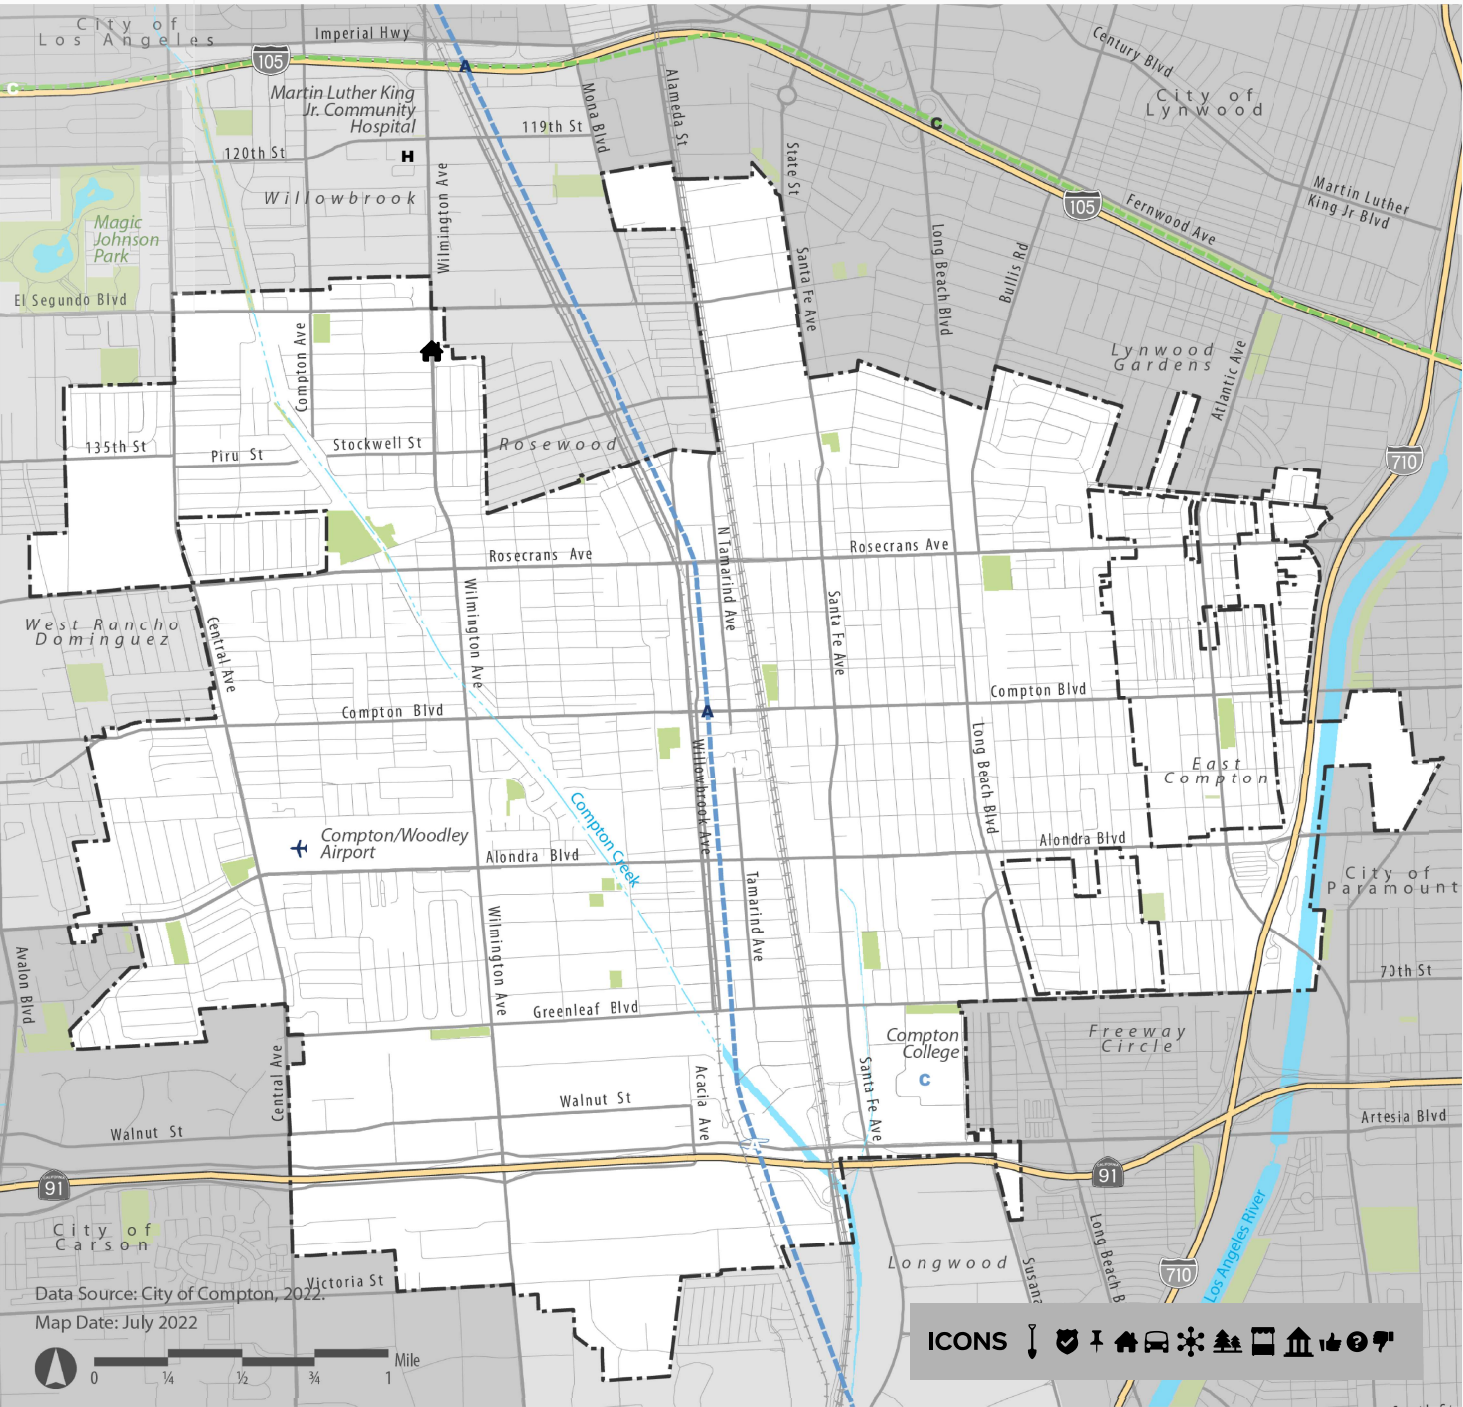 City of
Los Angeles
Imperial Hwy
105
A
C
Martin Luther King
Jr. Community
Hospital
H
119th St
120th St
Mona Blvd
Alameda St
State St
Century Blvd
City of
Lynwood
C
105
Fernwood Ave
Martin Luther
King Jr Blvd
Willowbrook
Wilmington Ave
Magic
Johnson
Park
El Segundo Blvd
Compton Ave
Santa Fe Ave
Long Beach Blvd
Bullis Rd
Lynwood
Gardens
Atlantic Ave
710
135th St
Piru St
Stockwell St
Rosewood
Rosecrans Ave
N Tamarind Ave
Rosecrans Ave
West Rancho
Dominguez
Central Ave
Wilmington Ave
Santa Fe Ave
Compton Blvd
A
Compton Blvd
Willowbrook Ave
Long Beach Blvd
East
Compton
Compton/Woodley
Airport
Compton Creek
Alondra Blvd
Alondra Blvd
City of
Paramount
Tamarind Ave
Wilmington Ave
Avalon Blvd
70th St
Greenleaf Blvd
Compton
College
C
Freeway
Circle
Central Ave
Acacia Ave
Santa Fe Ave
Walnut St
Walnut St
A
Artesia Blvd
91
91
City of
Carson
Longwood
Susana
Long Beach B
710
Los Angeles River
Victoria St
Data Source: City of Compton, 2022.
Map Date: July 2022
0 ¼ ½ ¾ 1
Mile
ICONS